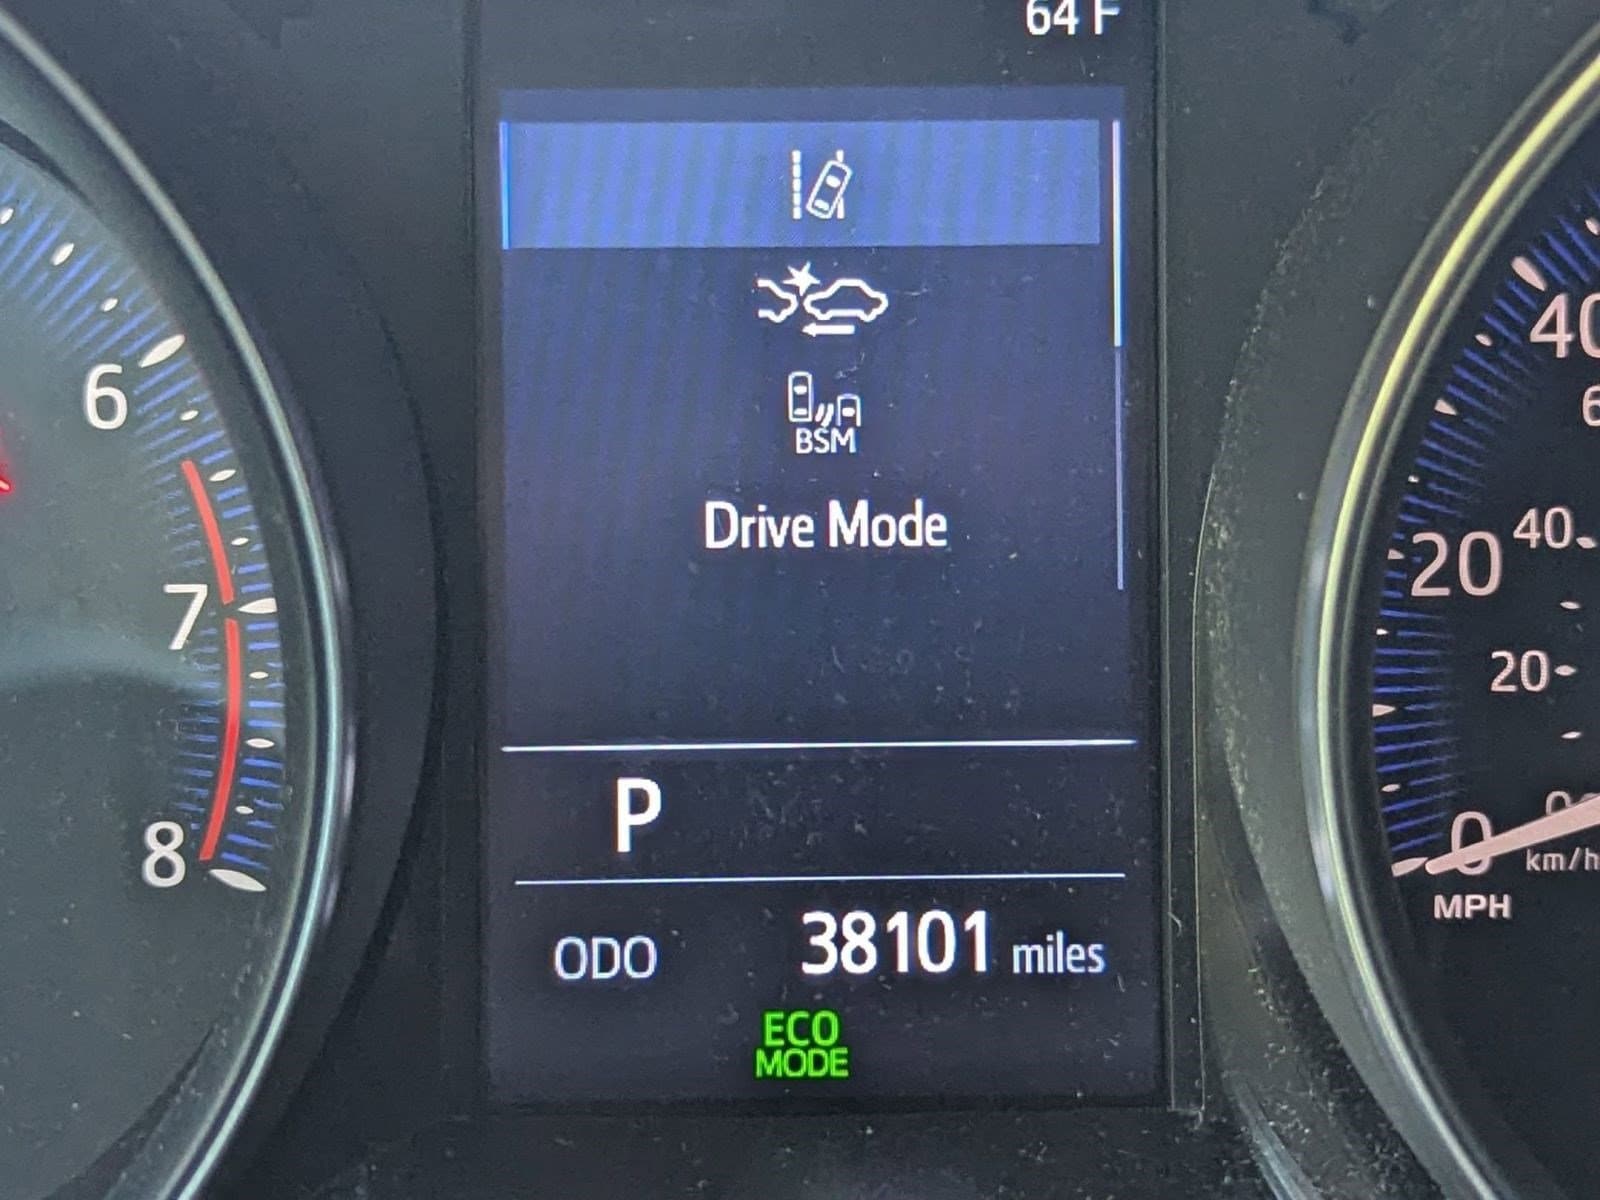 64 F
BSM
Drive Mode
P
ODO 38101 miles
ECO
MODE
6
7
8
40
20
40
20
0
km/h
MPH